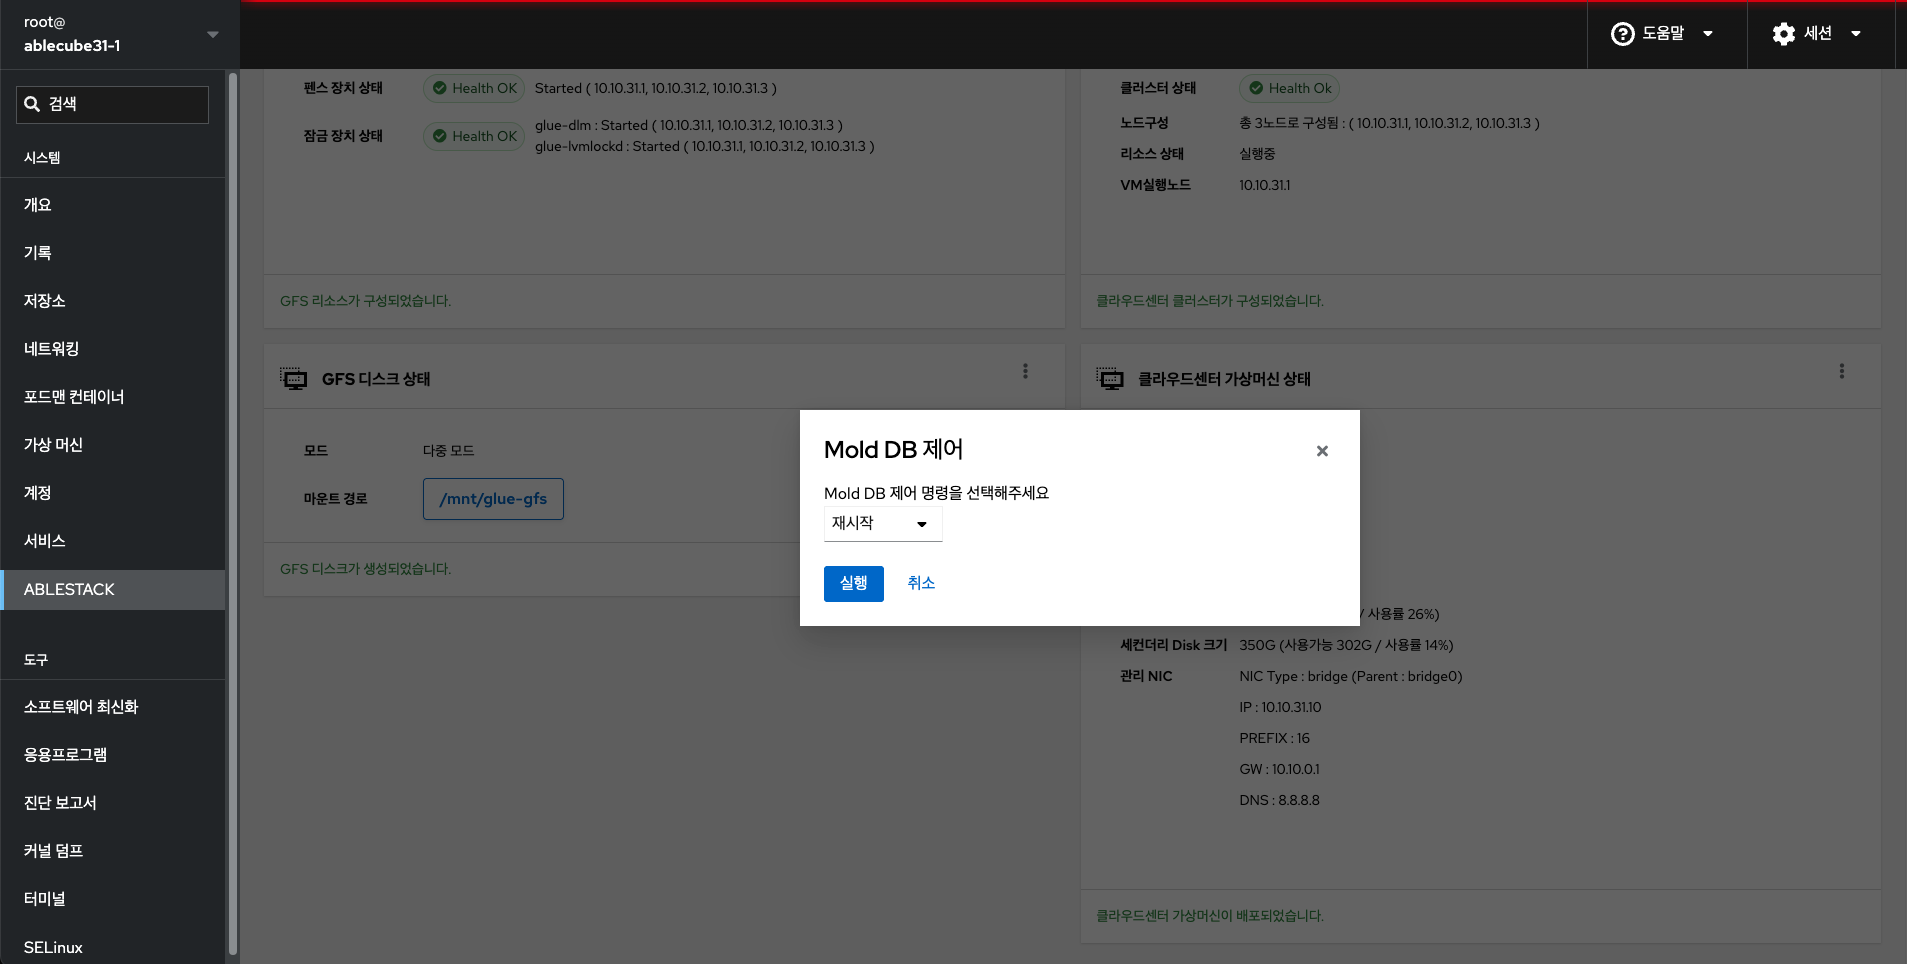 root@
ablecube31-1
도움말
세션
검색
시스템
개요
기록
저장소
네트워킹
포드맨 컨테이너
가상 머신
계정
서비스
ABLESTACK
도구
소프트웨어 최신화
응용프로그램
진단 보고서
커널 덤프
터미널
SELinux
펜스 장치 상태 Health OK Started ( 10.10.31.1, 10.10.31.2, 10.10.31.3 )
잠금 장치 상태 Health OK glue-dlm : Started ( 10.10.31.1, 10.10.31.2, 10.10.31.3 )
glue-lvmlockd : Started ( 10.10.31.1, 10.10.31.2, 10.10.31.3 )
GFS 리소스가 구성되었습니다.
클러스터 상태 Health Ok
노드구성 총 3노드로 구성됨 : ( 10.10.31.1, 10.10.31.2, 10.10.31.3 )
리소스 상태 실행중
VM실행노드 10.10.31.1
클라우드센터 클러스터가 구성되었습니다.
GFS 디스크 상태
모드 다중 모드
마운트 경로 /mnt/glue-gfs
GFS 디스크가 생성되었습니다.
클라우드센터 가상머신 상태
Mold DB 제어
Mold DB 제어 명령을 선택해주세요
재시작
실행 취소
/ 사용률 26%)
세컨더리 Disk 크기 350G (사용가능 302G / 사용률 14%)
관리 NIC NIC Type : bridge (Parent : bridge0)
IP : 10.10.31.10
PREFIX : 16
GW : 10.10.0.1
DNS : 8.8.8.8
클라우드센터 가상머신이 배포되었습니다.